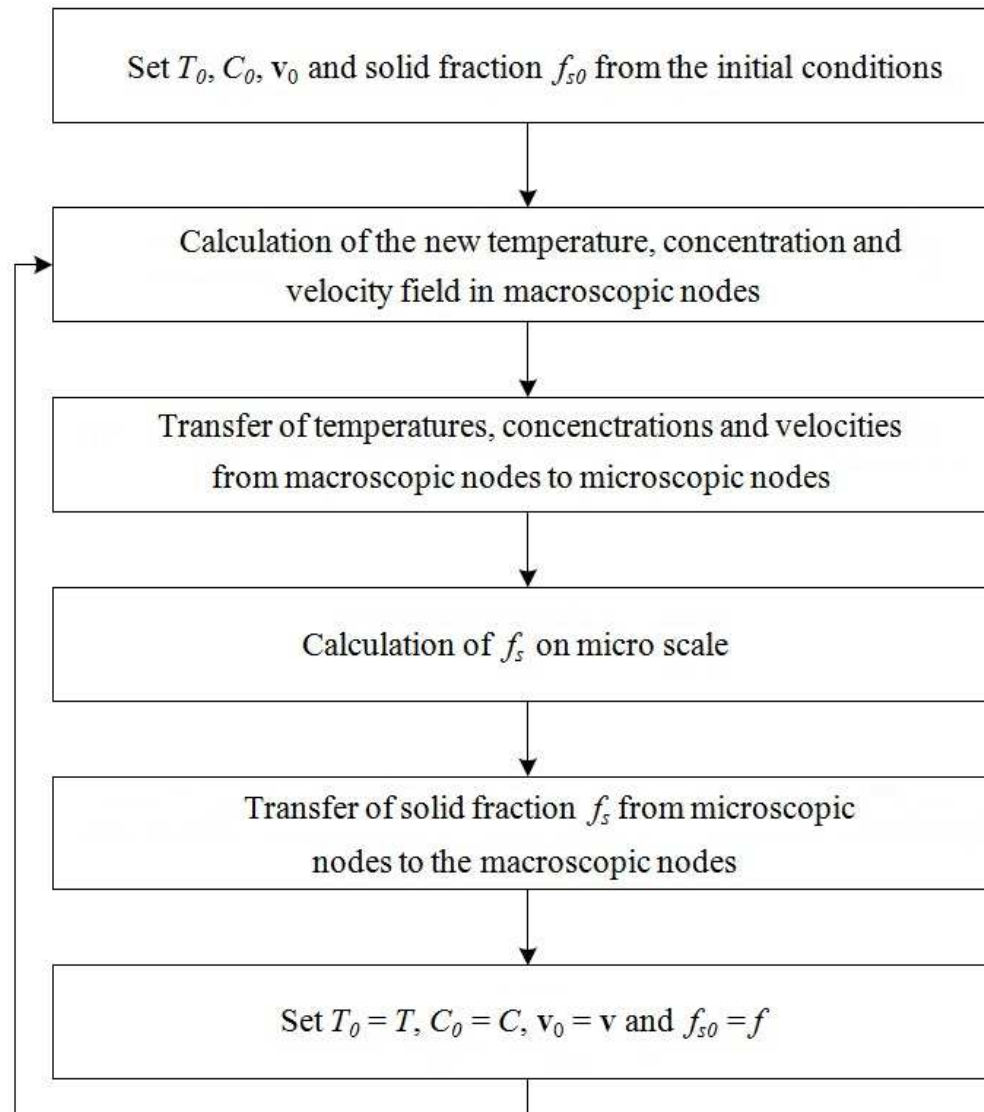 Set T₀, C₀, v₀ and solid fraction fₛ₀ from the initial conditions
Calculation of the new temperature, concentration and
velocity field in macroscopic nodes
Transfer of temperatures, concenctrations and velocities
from macroscopic nodes to microscopic nodes
Calculation of fₛ on micro scale
Transfer of solid fraction fₛ from microscopic
nodes to the macroscopic nodes
Set T₀ = T, C₀ = C, v₀ = v and fₛ₀ = f